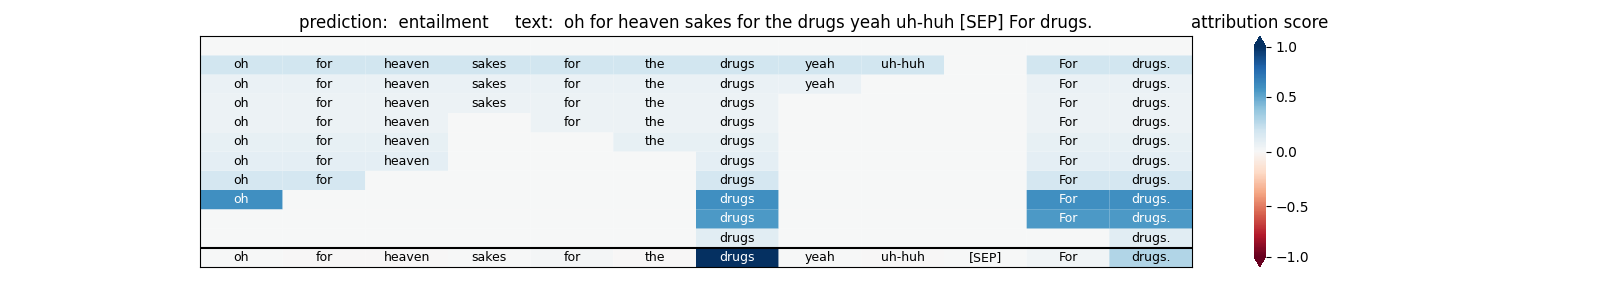 prediction:  entailment     text:  oh for heaven sakes for the drugs yeah uh-huh [SEP] For drugs.
attribution score
oh for heaven sakes for the drugs yeah uh-huh For drugs.
oh for heaven sakes for the drugs yeah For drugs.
oh for heaven sakes for the drugs For drugs.
oh for heaven for the drugs For drugs.
oh for heaven the drugs For drugs.
oh for heaven drugs For drugs.
oh for drugs For drugs.
oh drugs For drugs.
drugs For drugs.
drugs drugs.
oh for heaven sakes for the drugs yeah uh-huh [SEP] For drugs.
1.0
0.5
0.0
−0.5
−1.0